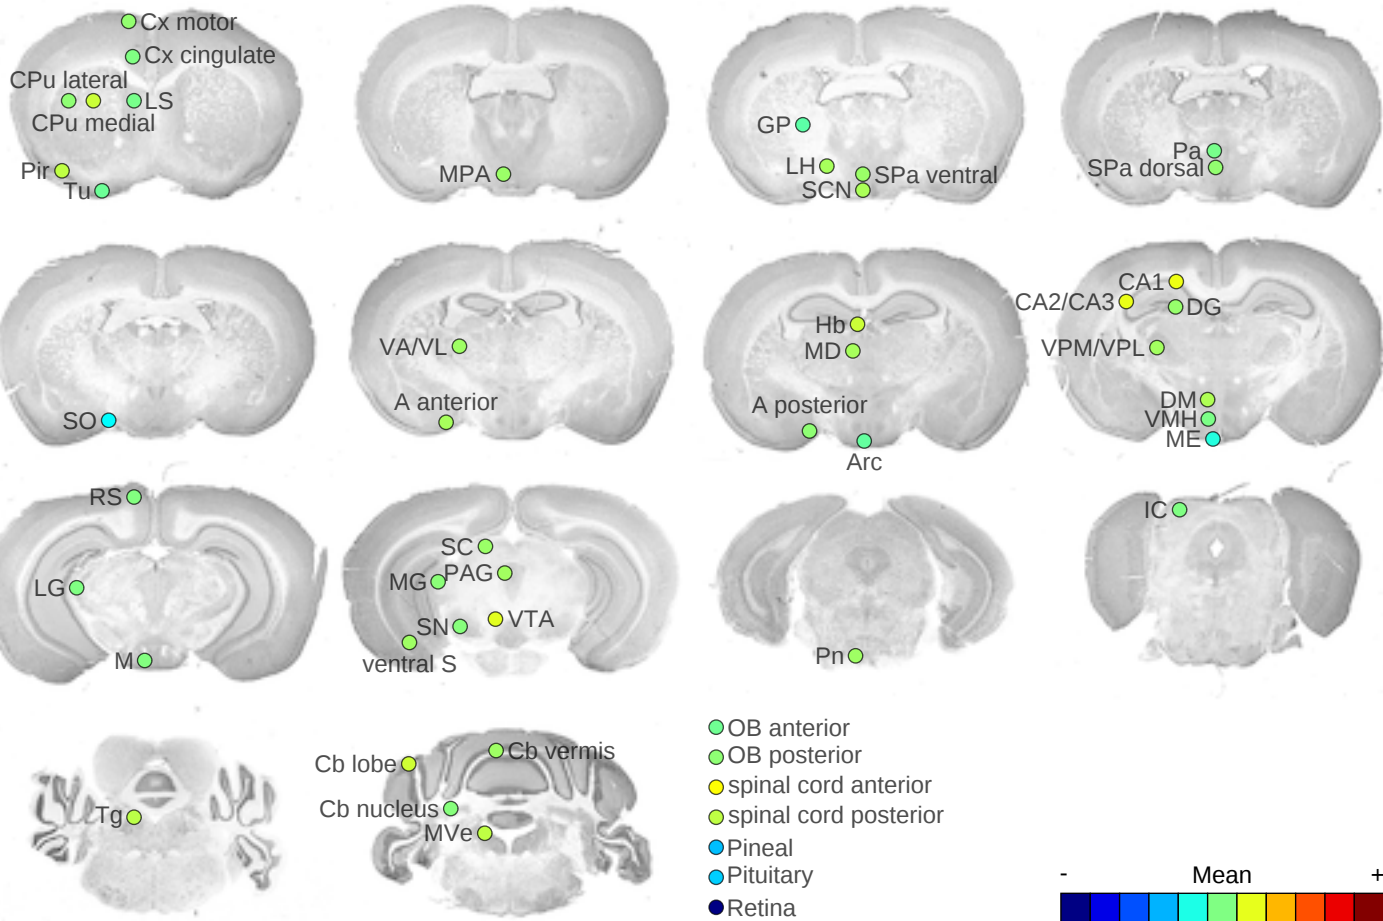 Cx motor
Cx cingulate
CPu lateral
LS
CPu medial
Pir
Tu
MPA
GP
LH
SPa ventral
SCN
Pa
SPa dorsal
SO
VA/VL
A anterior
Hb
MD
A posterior
Arc
CA1
CA2/CA3
DG
VPM/VPL
DM
VMH
ME
RS
LG
M
SC
PAG
MG
VTA
SN
ventral S
Pn
IC
Tg
Cb vermis
Cb lobe
Cb nucleus
MVe
OB anterior
OB posterior
spinal cord anterior
spinal cord posterior
Pineal
Pituitary
Retina
- Mean +